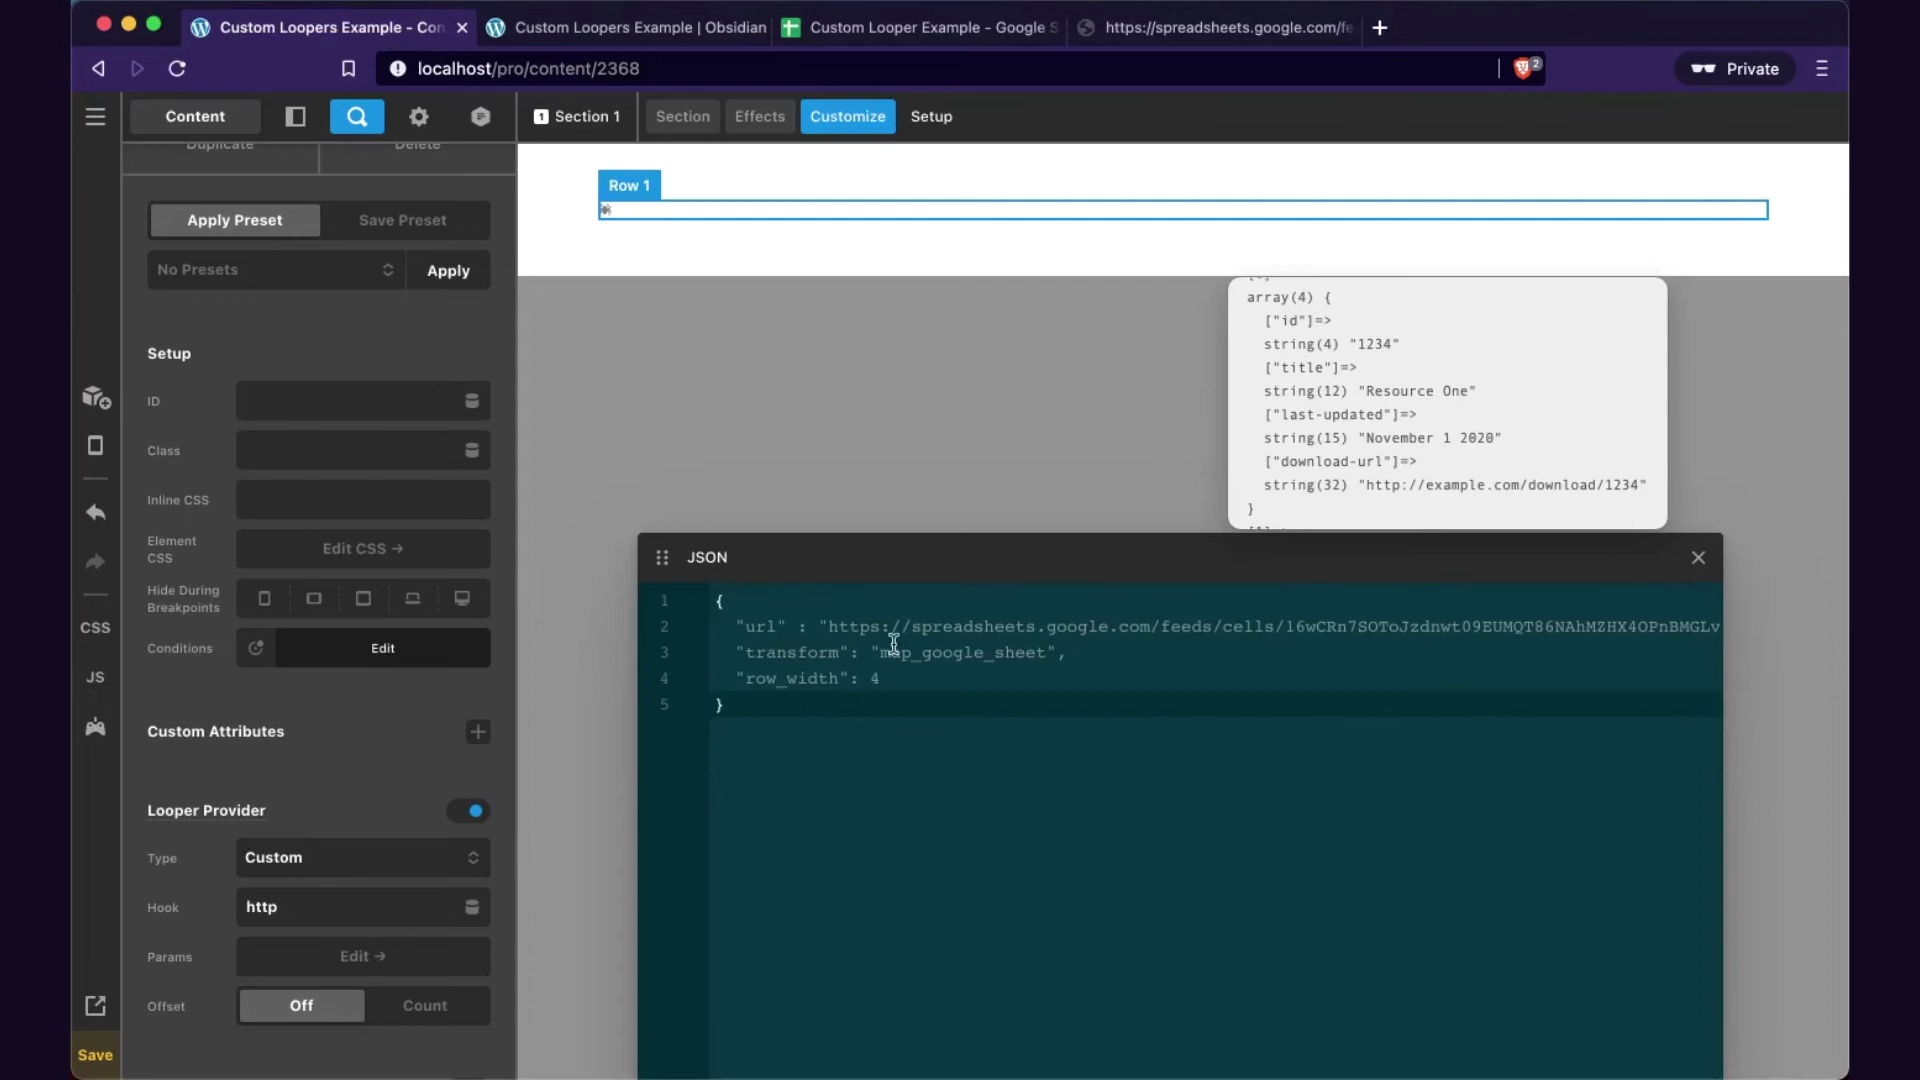 Custom Loopers Example - Con
Custom Loopers Example | Obsidian
Custom Looper Example - Google S
https://spreadsheets.google.com/fe
localhost/pro/content/2368
2
Private
Content
1 Section 1
Section
Effects
Customize
Setup
Duplicate
Delete
Row 1
Apply Preset
Save Preset
No Presets
Apply
Setup
ID
Class
Inline CSS
Element CSS
Edit CSS →
Hide During Breakpoints
Conditions
Edit
CSS
JS
Custom Attributes
Looper Provider
Type
Custom
Hook
http
Params
Edit →
Offset
Off
Count
Save
array(4) {
["id"]=>
string(4) "1234"
["title"]=>
string(12) "Resource One"
["last-updated"]=>
string(15) "November 1 2020"
["download-url"]=>
string(32) "http://example.com/download/1234"
}
JSON
1 {
2 "url" : "https://spreadsheets.google.com/feeds/cells/16wCRn7SOToJzdnwt09EUMQT86NAhMZHX4OPnBMGLv
3 "transform": "map_google_sheet",
4 "row_width": 4
5 }